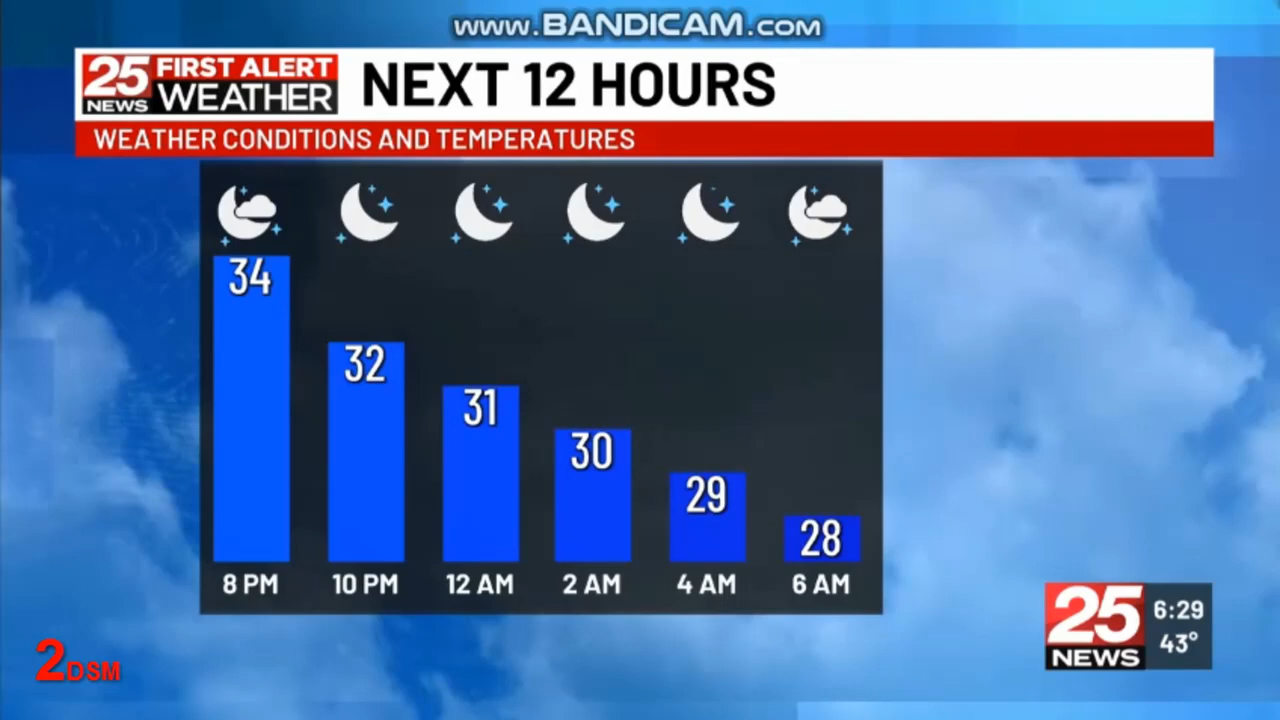 www.BANDICAM.com
25 NEWS FIRST ALERT WEATHER
NEXT 12 HOURS
WEATHER CONDITIONS AND TEMPERATURES
34
32
31
30
29
28
8 PM
10 PM
12 AM
2 AM
4 AM
6 AM
25 NEWS
6:29
43°
2DSM